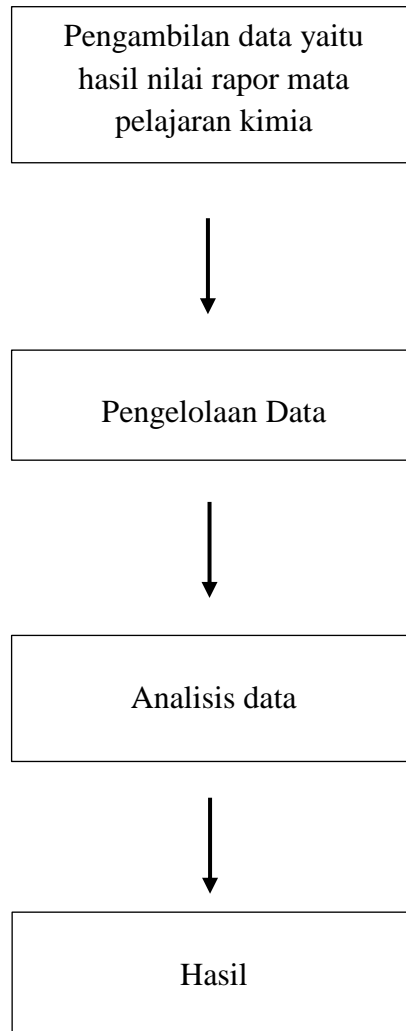 Pengambilan data yaitu
hasil nilai rapor mata
pelajaran kimia
Pengelolaan Data
Analisis data
Hasil